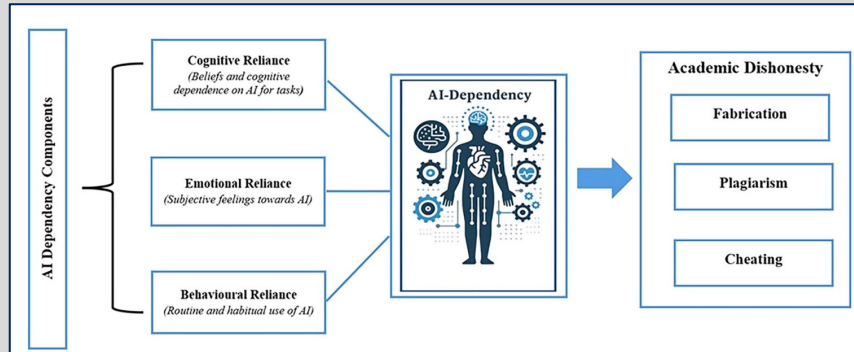 AI Dependency Components
Cognitive Reliance
(Beliefs and cognitive
dependence on AI for tasks)
Emotional Reliance
(Subjective feelings towards AI)
Behavioural Reliance
(Routine and habitual use of AI)
AI-Dependency
Academic Dishonesty
Fabrication
Plagiarism
Cheating